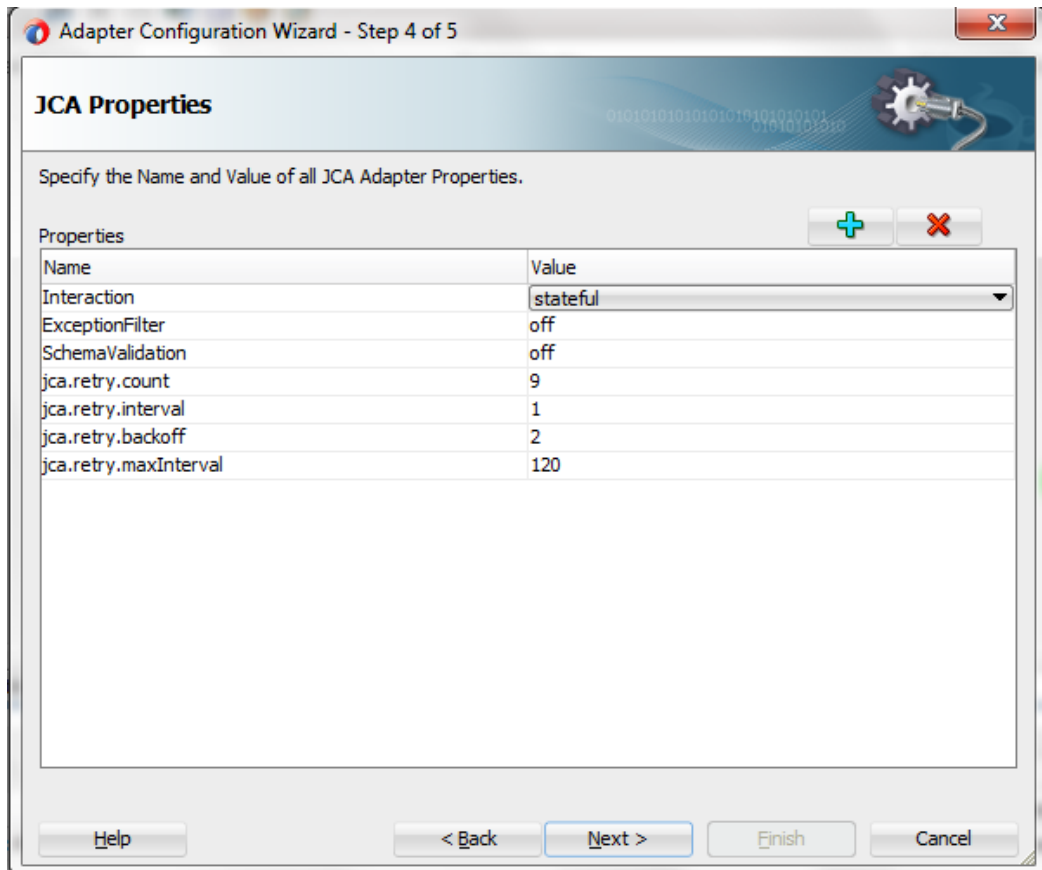 Adapter Configuration Wizard - Step 4 of 5
JCA Properties
Specify the Name and Value of all JCA Adapter Properties.
Properties
Name Value
Interaction stateful
ExceptionFilter off
SchemaValidation off
jca.retry.count 9
jca.retry.interval 1
jca.retry.backoff 2
jca.retry.maxInterval 120
Help < Back Next > Finish Cancel